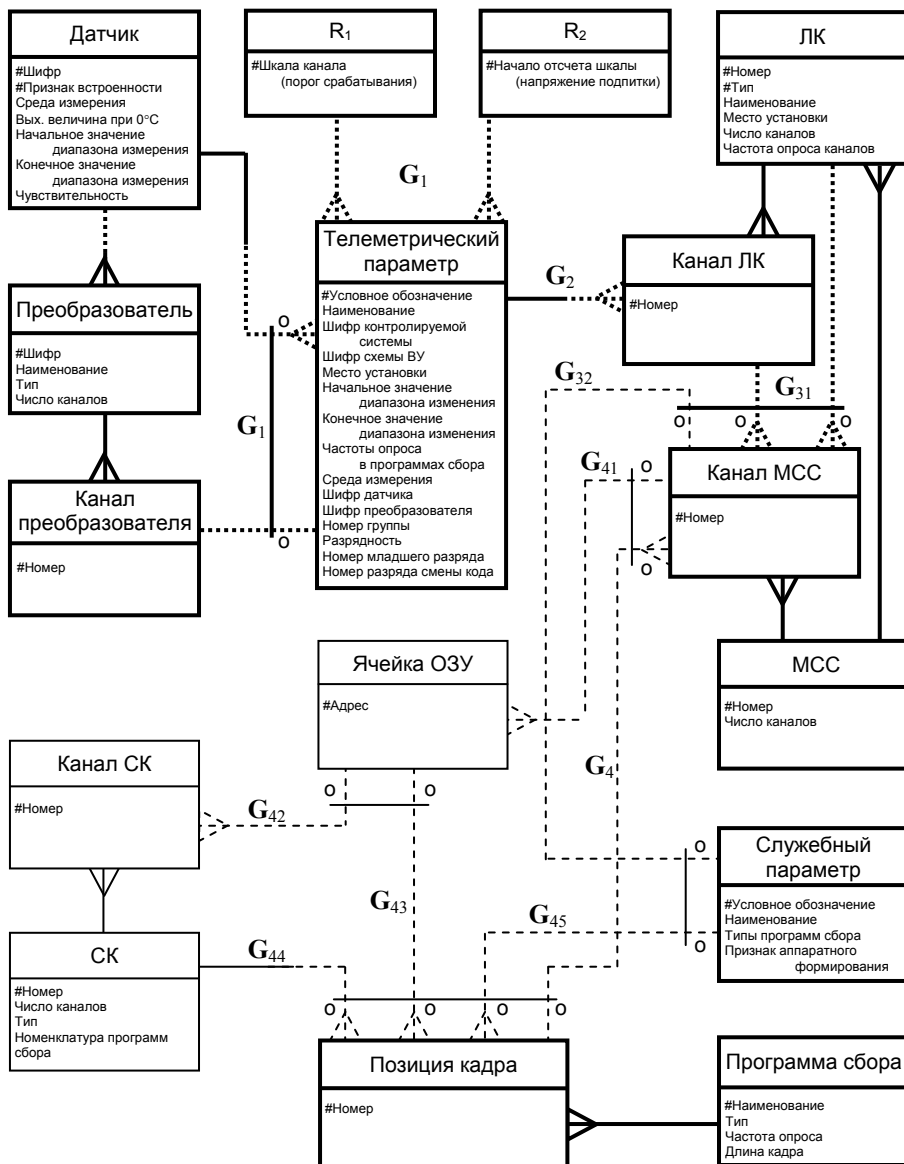 Датчик
#Шифр
#Признак встроенности
Среда измерения
Вых. величина при 0°С
Начальное значение
диапазона измерения
Конечное значение
диапазона измерения
Чувствительность
R1
#Шкала канала
(порог срабатывания)
R2
#Начало отсчета шкалы
(напряжение подпитки)
ЛК
#Номер
#Тип
Наименование
Место установки
Число каналов
Частота опроса каналов
G1
Телеметрический
параметр
#Условное обозначение
Наименование
Шифр контролируемой
системы
Шифр схемы ВУ
Место установки
Начальное значение
диапазона изменения
Конечное значение
диапазона изменения
Частоты опроса
в программах сбора
Среда измерения
Шифр датчика
Шифр преобразователя
Номер группы
Разрядность
Номер младшего разряда
Номер разряда смены кода
G2
Канал ЛК
#Номер
Преобразователь
#Шифр
Наименование
Тип
Число каналов
o
G1
o
G32
G31
o
o
o
Канал
преобразователя
#Номер
G41
o
o
Канал МСС
#Номер
Ячейка ОЗУ
#Адрес
МСС
#Номер
Число каналов
Канал СК
#Номер
G42
o
o
G4
G43
Служебный
параметр
#Условное обозначение
Наименование
Типы программ сбора
Признак аппаратного
формирования
o
o
G45
СК
#Номер
Число каналов
Тип
Номенклатура программ
сбора
G44
o
o
o
o
Позиция кадра
#Номер
Программа сбора
#Наименование
Тип
Частота опроса
Длина кадра